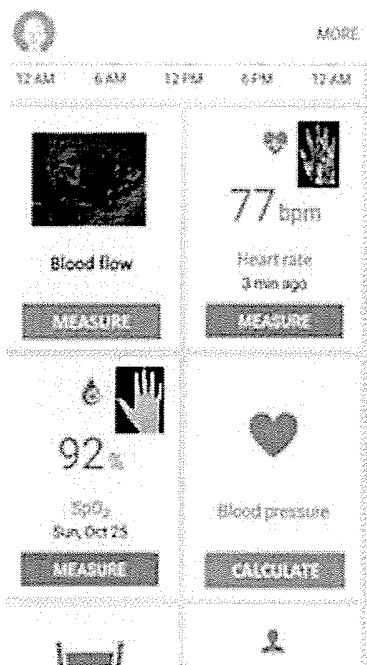 MORE
12 AM 6 AM 12 PM 6 PM 12 AM
Blood flow
MEASURE
77 bpm
Heart rate
3 min ago
MEASURE
92 %
SpO₂
Sun, Oct 25
MEASURE
Blood pressure
CALCULATE